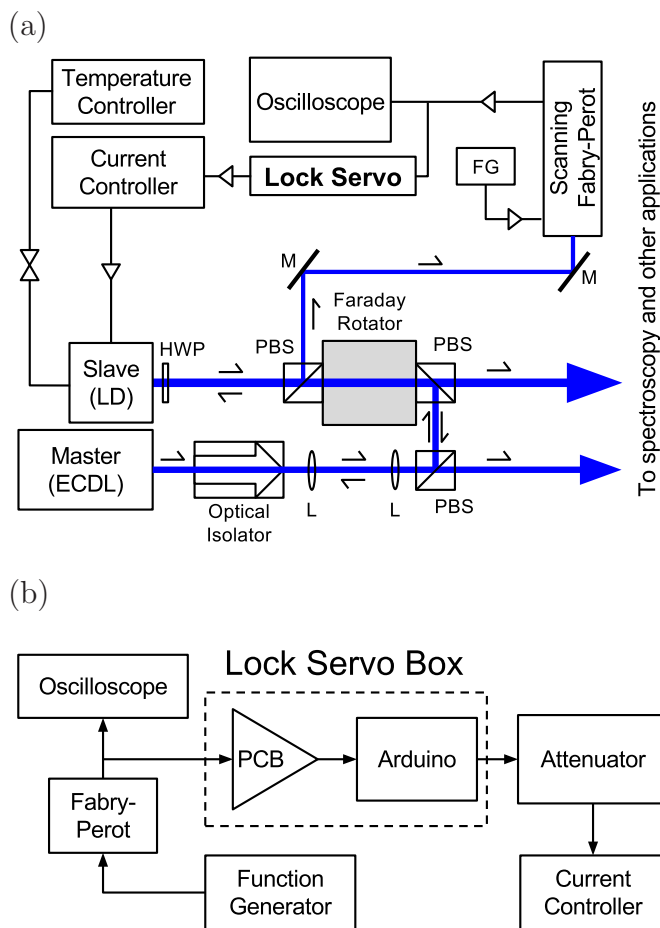 (a)
Temperature
Controller
Oscilloscope
Scanning
Fabry-Perot
Current
Controller
Lock Servo
FG
To spectroscopy and other applications
M
M
Faraday
Rotator
HWP
PBS
PBS
Slave
(LD)
Master
(ECDL)
Optical
Isolator
L
L
PBS
(b)
Lock Servo Box
Oscilloscope
PCB
Arduino
Attenuator
Fabry-
Perot
Function
Generator
Current
Controller